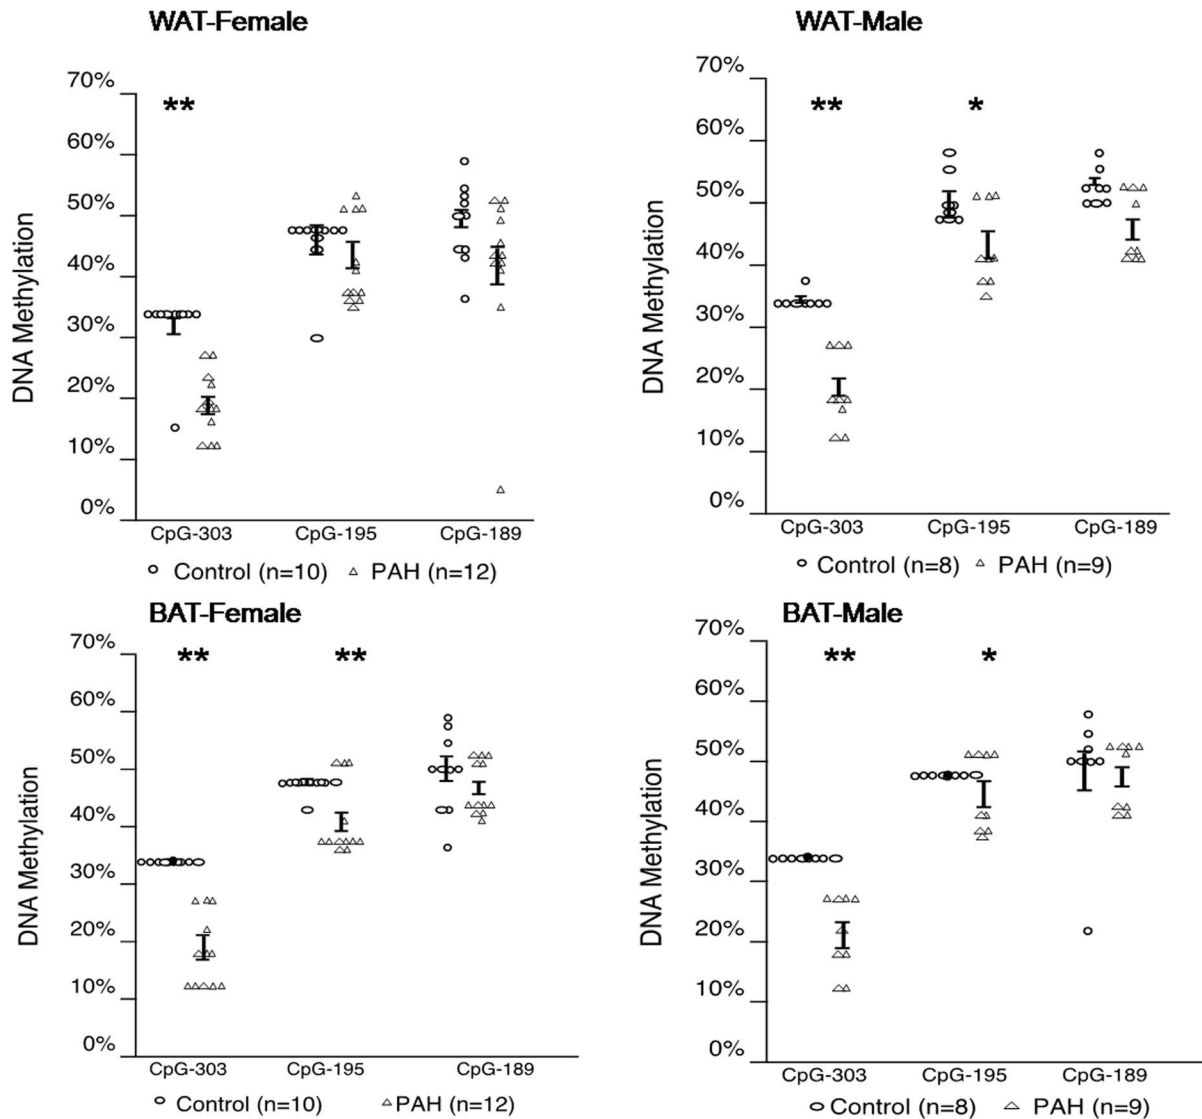 WAT-Female
70%
**
60%
50%
40%
30%
20%
10%
0%
DNA Methylation
CpG-303 CpG-195 CpG-189
Control (n=10) PAH (n=12)
WAT-Male
70%
** *
60%
50%
40%
30%
20%
10%
0%
DNA Methylation
CpG-303 CpG-195 CpG-189
Control (n=8) PAH (n=9)
BAT-Female
70%
** **
60%
50%
40%
30%
20%
10%
0%
DNA Methylation
CpG-303 CpG-195 CpG-189
Control (n=10) PAH (n=12)
BAT-Male
70%
** *
60%
50%
40%
30%
20%
10%
0%
DNA Methylation
CpG-303 CpG-195 CpG-189
Control (n=8) PAH (n=9)